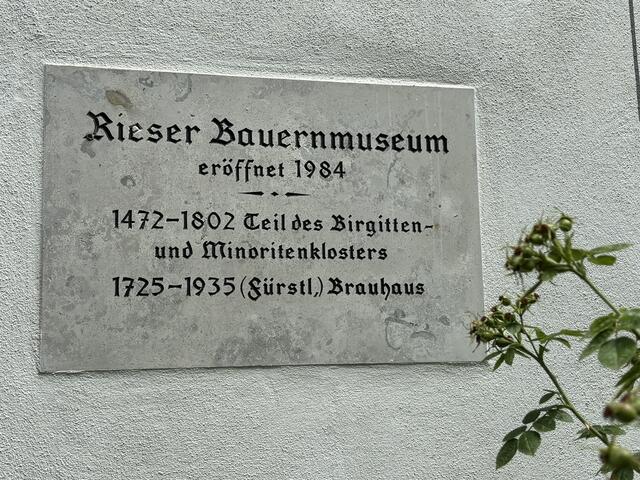 Rieser Bauernmuseum
eröffnet 1984
1472-1802 Teil des Birgitten-
und Minoritenklosters
1725-1935 (Fürstl.) Brauhaus